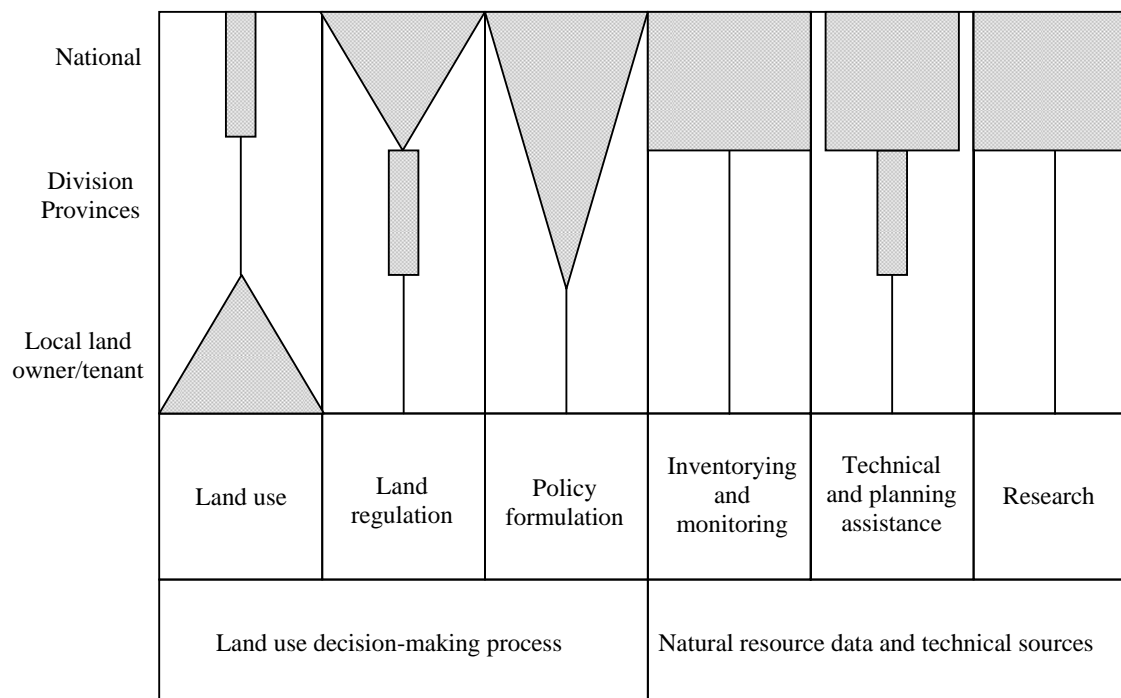 National
Division
Provinces
Local land
owner/tenant
Land use
Land
regulation
Policy
formulation
Inventorying
and
monitoring
Technical
and planning
assistance
Research
Land use decision-making process
Natural resource data and technical sources